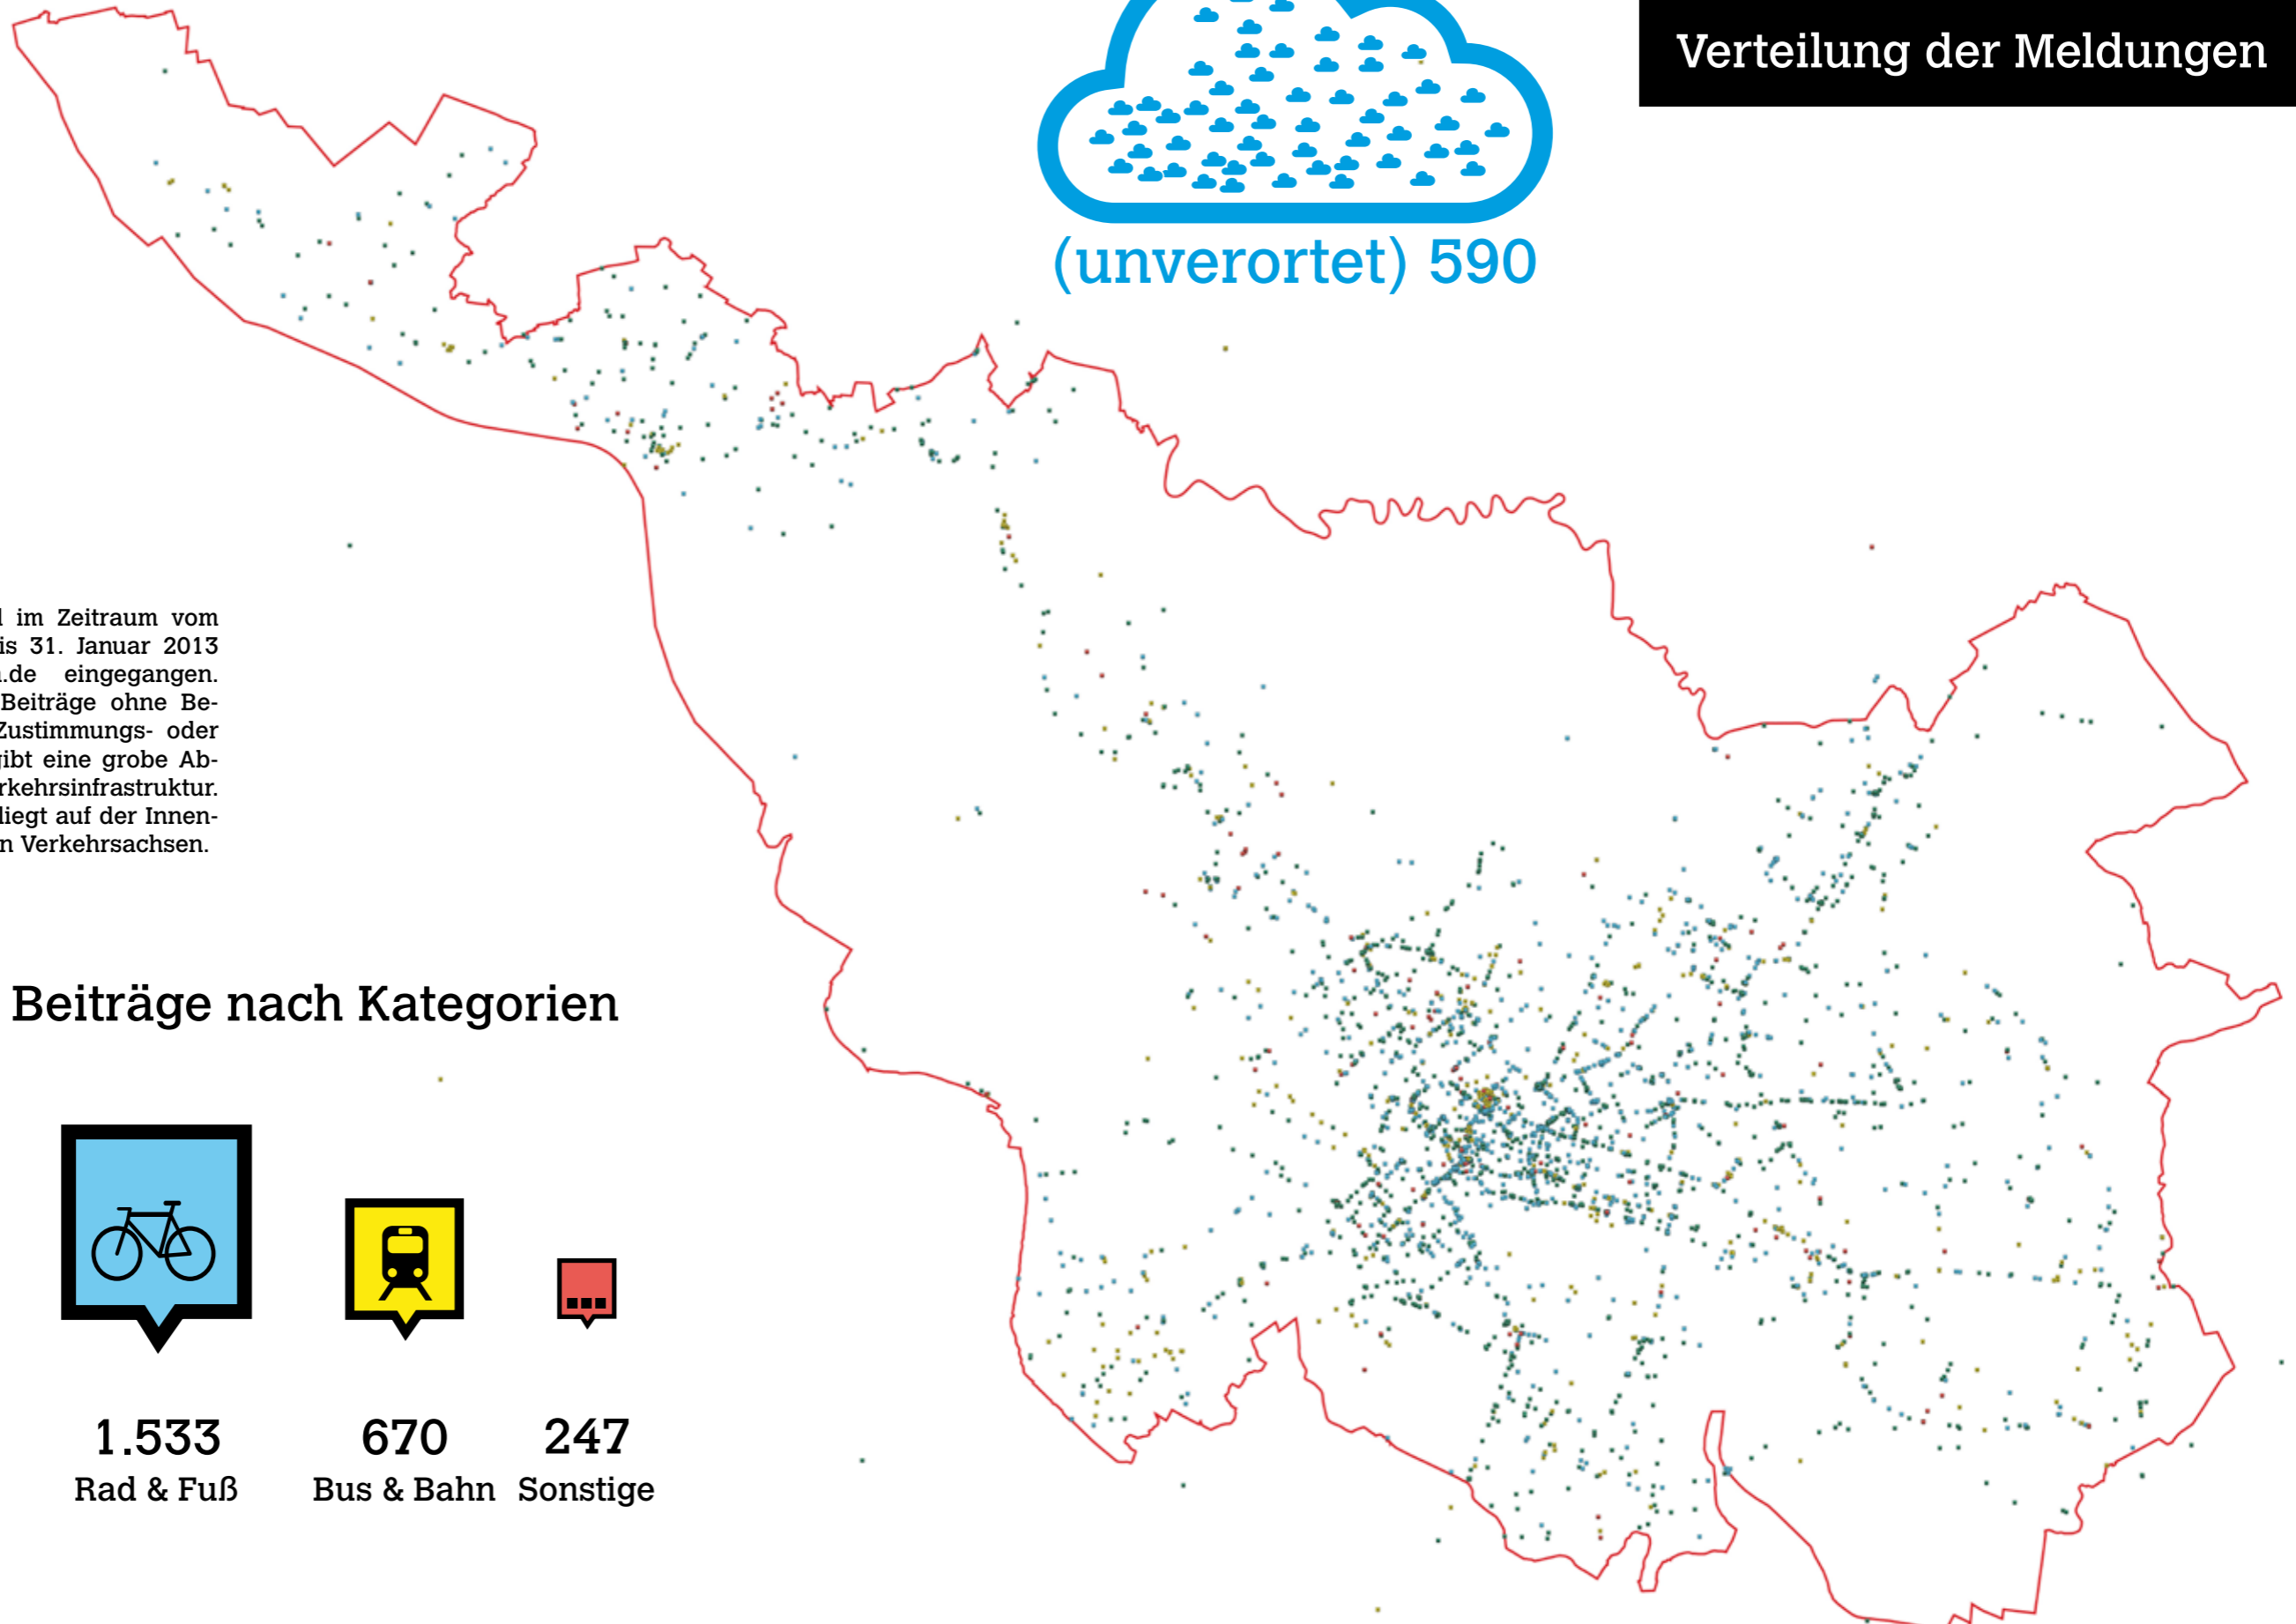 Verteilung der Meldungen
(unverortet) 590
im Zeitraum vom
31. Januar 2013
.de eingegangen.
Beiträge ohne Be-
Zustimmungs- oder
eine grobe Ab-
rkehrsinfrastruktur.
liegt auf der Innen-
n Verkehrsachsen.
Beiträge nach Kategorien
1.533 670 247
Rad & Fuß Bus & Bahn Sonstige